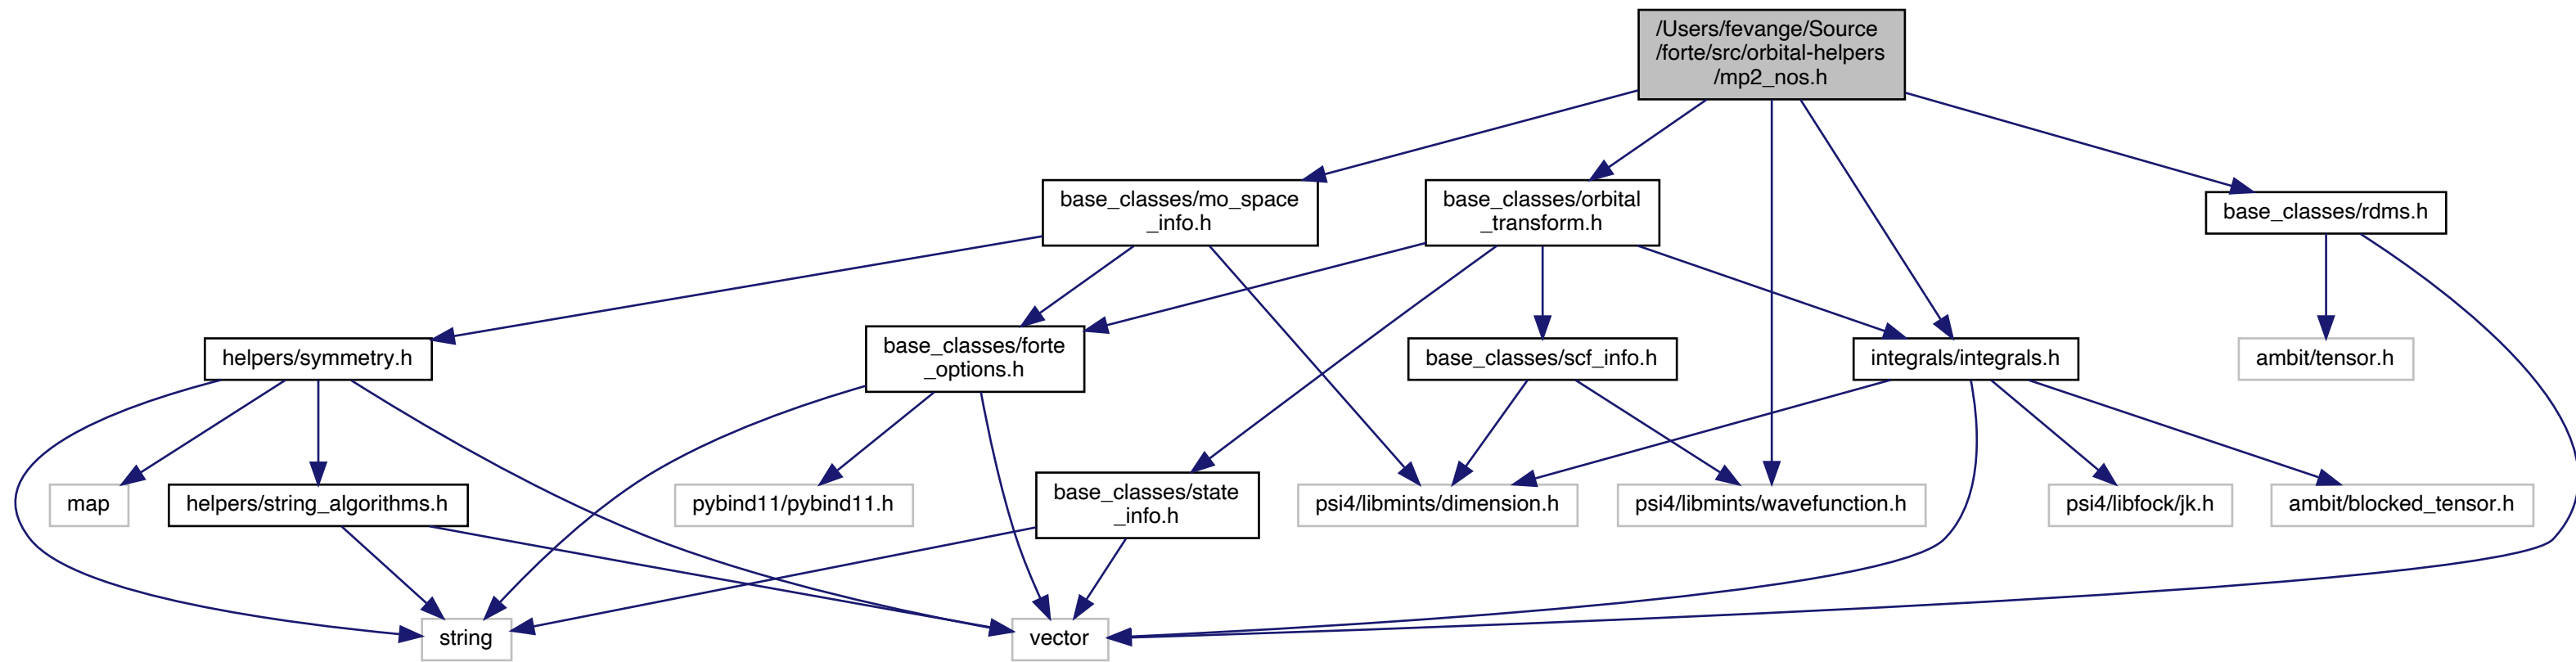 /Users/fevange/Source
/forte/src/orbital-helpers
/mp2_nos.h
base_classes/mo_space
_info.h
base_classes/orbital
_transform.h
base_classes/rdms.h
helpers/symmetry.h
base_classes/forte
_options.h
base_classes/scf_info.h
integrals/integrals.h
ambit/tensor.h
map
helpers/string_algorithms.h
pybind11/pybind11.h
base_classes/state
_info.h
psi4/libmints/dimension.h
psi4/libmints/wavefunction.h
psi4/libfock/jk.h
ambit/blocked_tensor.h
string
vector